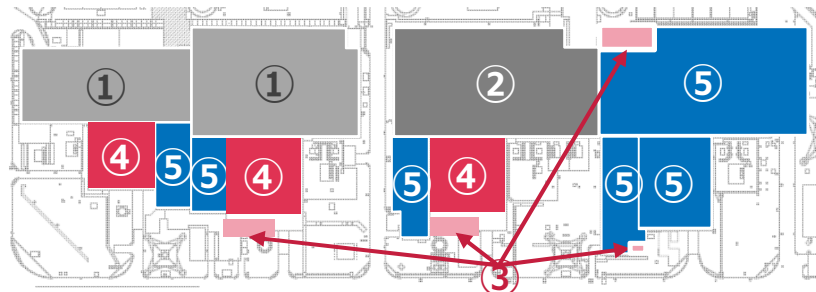 ① ① ② ⑤
④ ⑤ ⑤ ④ ⑤ ④ ⑤ ⑤
③